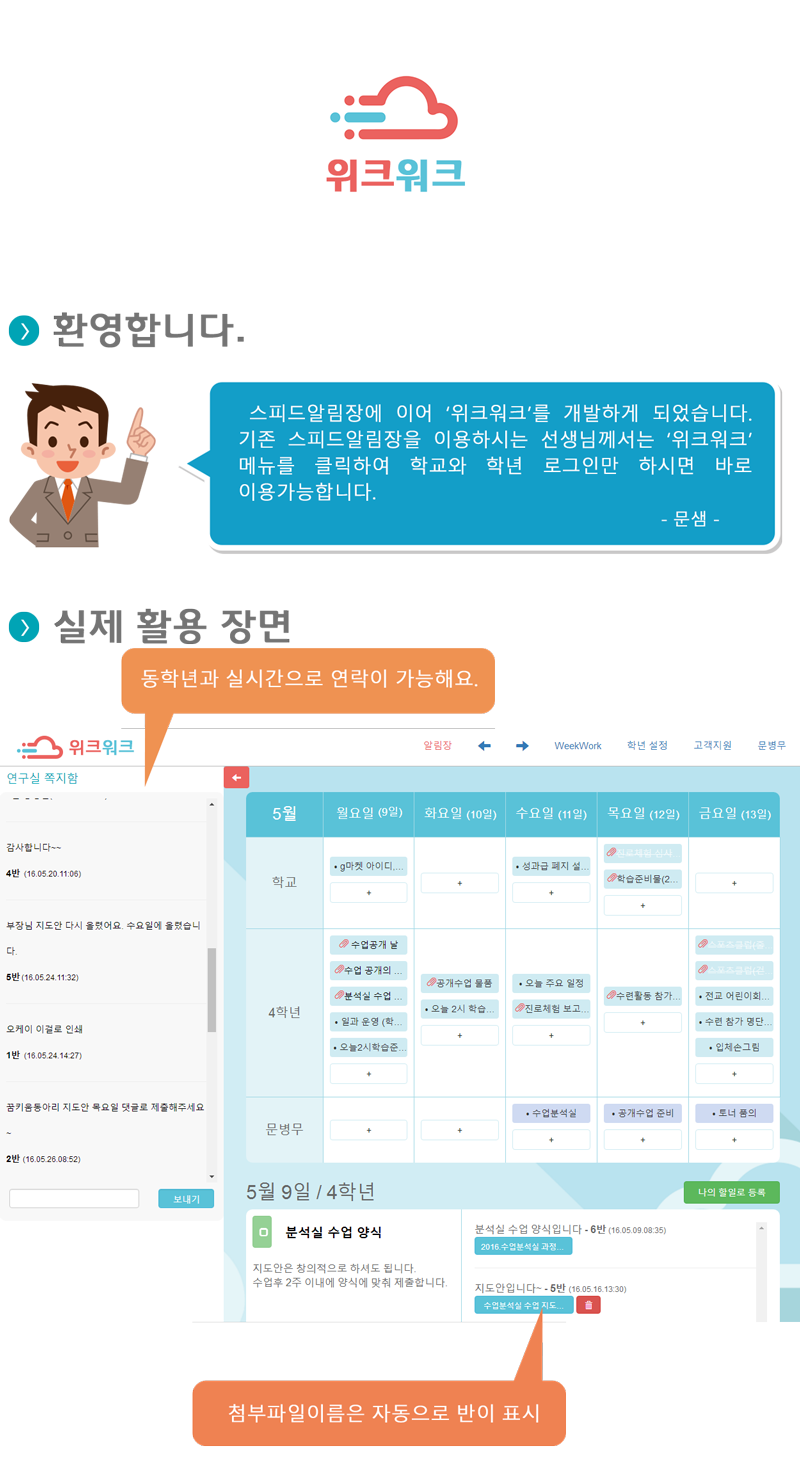 위크워크
환영합니다.
스피드알림장에 이어 '위크워크'를 개발하게 되었습니다.
기존 스피드알림장을 이용하시는 선생님께서는 '위크워크'
메뉴를 클릭하여 학교와 학년 로그인만 하시면 바로
이용가능합니다.
- 문샘 -
실제 활용 장면
동학년과 실시간으로 연락이 가능해요.
위크워크
알림장 WeekWork 학년 설정 고객지원 문병무
연구실 쪽지함
감사합니다~~
4반 (16.05.20.11:06)
부장님 지도안 다시 올렸어요. 수요일에 올렸습니
다.
5반(16.05.24.11:32)
오케이 이걸로 인쇄
1반 (16.05.24.14:27)
꿈키움동아리 지도안 목요일 댓글로 제출해주세요
~
2반 (16.05.26.08:52)
보내기
5월 월요일 (9일) 화요일 (10일) 수요일 (11일) 목요일 (12일) 금요일 (13일)
학교
• g마켓 아이디,...
+
+
• 성과급 폐지 설...
+
진로체험 신서
학습준비물(2...
+
+
4학년
수업공개 날
수업 공개의 ...
분석실 수업 ...
• 일과 운영 (학...
• 오늘2시학습준...
+
공개수업 물품
• 오늘 2시 학습...
+
• 오늘 주요 일정
진로체험 보고...
+
수련활동 참가...
+
스포츠클럽(동...
• 전교 어린이회...
• 수련 참가 명단...
• 입체손그림
+
문병무
+
+
• 수업분석실
+
• 공개수업 준비
+
• 토너 품의
+
5월 9일 / 4학년
나의 할일로 등록
분석실 수업 양식
지도안은 창의적으로 하셔도 됩니다.
수업후 2주 이내에 양식에 맞춰 제출합니다.
분석실 수업 양식입니다 - 6반 (16.05.09.08:35)
2016.수업분석실 과정...
지도안입니다~ - 5반 (16.05.16.13:30)
수업분석실 수업 지도...
첨부파일이름은 자동으로 반이 표시